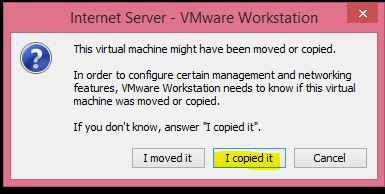 Internet Server - VMware Workstation
This virtual machine might have been moved or copied.
In order to configure certain management and networking
features, VMware Workstation needs to know if this virtual
machine was moved or copied.
If you don't know, answer "I copied it".
I moved it I copied it Cancel